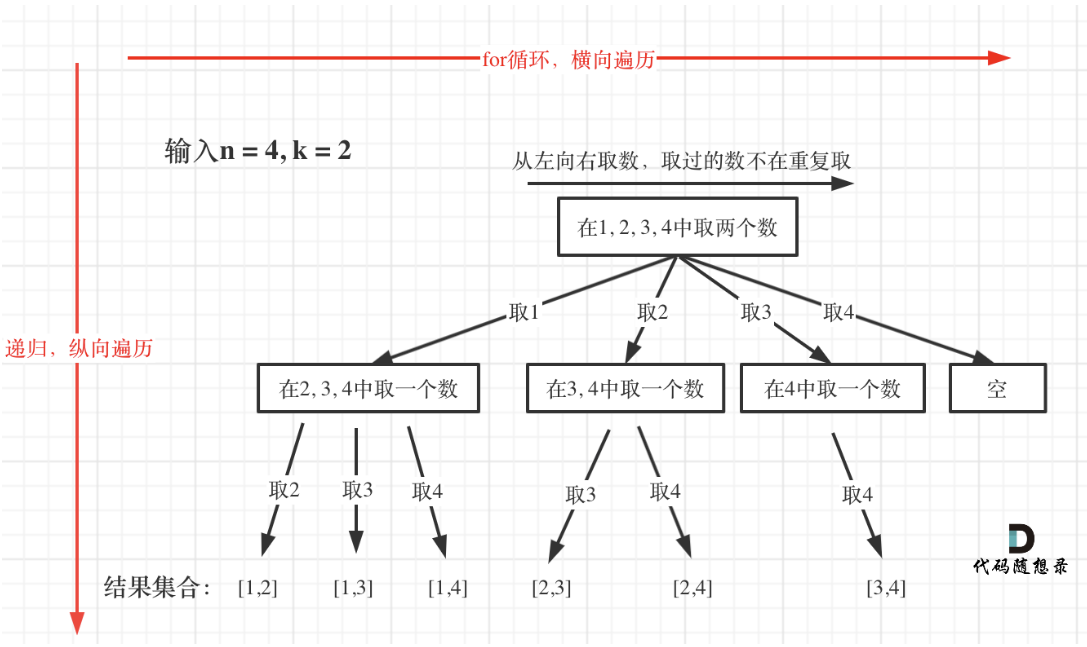 for循环，横向遍历
输入n = 4, k = 2
从左向右取数，取过的数不在重复取
在1, 2, 3, 4中取两个数
取1
取2
取3
取4
递归，纵向遍历
在2, 3, 4中取一个数
在3, 4中取一个数
在4中取一个数
空
取2
取3
取4
取3
取4
取4
代码随想录
结果集合：
[1,2]
[1,3]
[1,4]
[2,3]
[2,4]
[3,4]